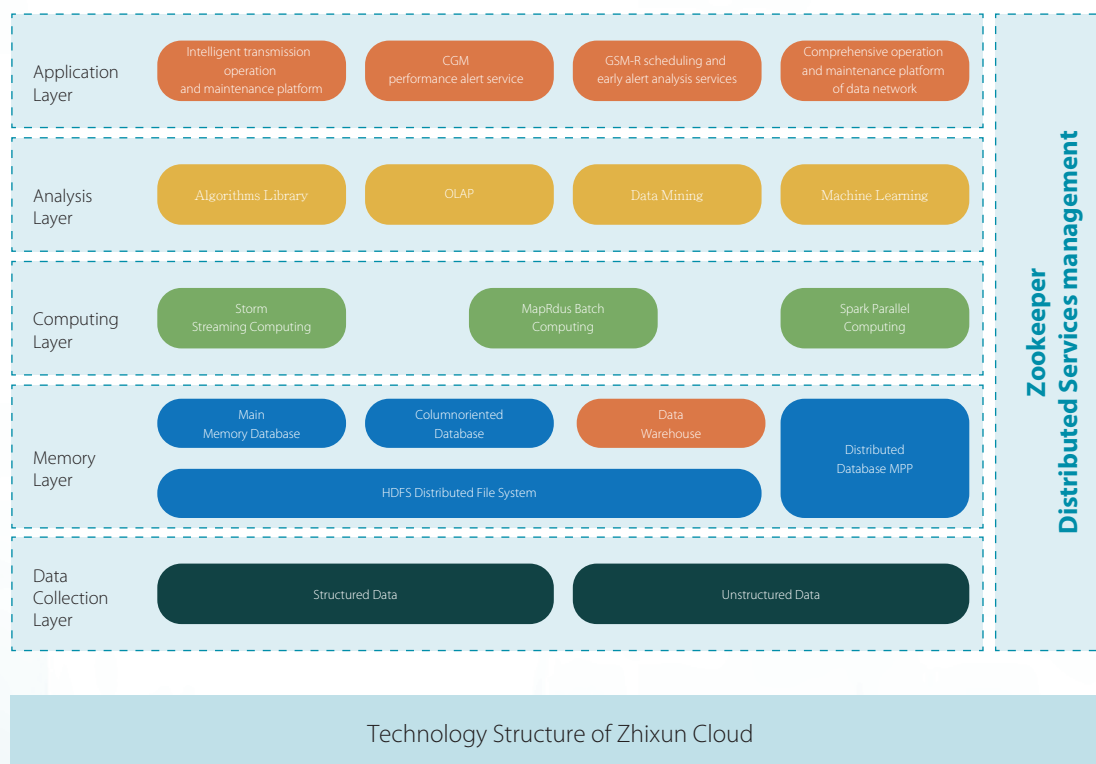 Application
Layer
Intelligent transmission
operation
and maintenance platform
CGM
performance alert service
GSM-R scheduling and
early alert analysis services
Comprehensive operation
and maintenance platform
of data network
Analysis
Layer
Algorithms Library
OLAP
Data Mining
Machine Learning
Computing
Layer
Storm
Streaming Computing
MapRdus Batch
Computing
Spark Parallel
Computing
Memory
Layer
Main
Memory Database
Columnoriented
Database
Data
Warehouse
Distributed
Database MPP
HDFS Distributed File System
Data
Collection
Layer
Structured Data
Unstructured Data
Zookeeper
Distributed Services management
Technology Structure of Zhixun Cloud